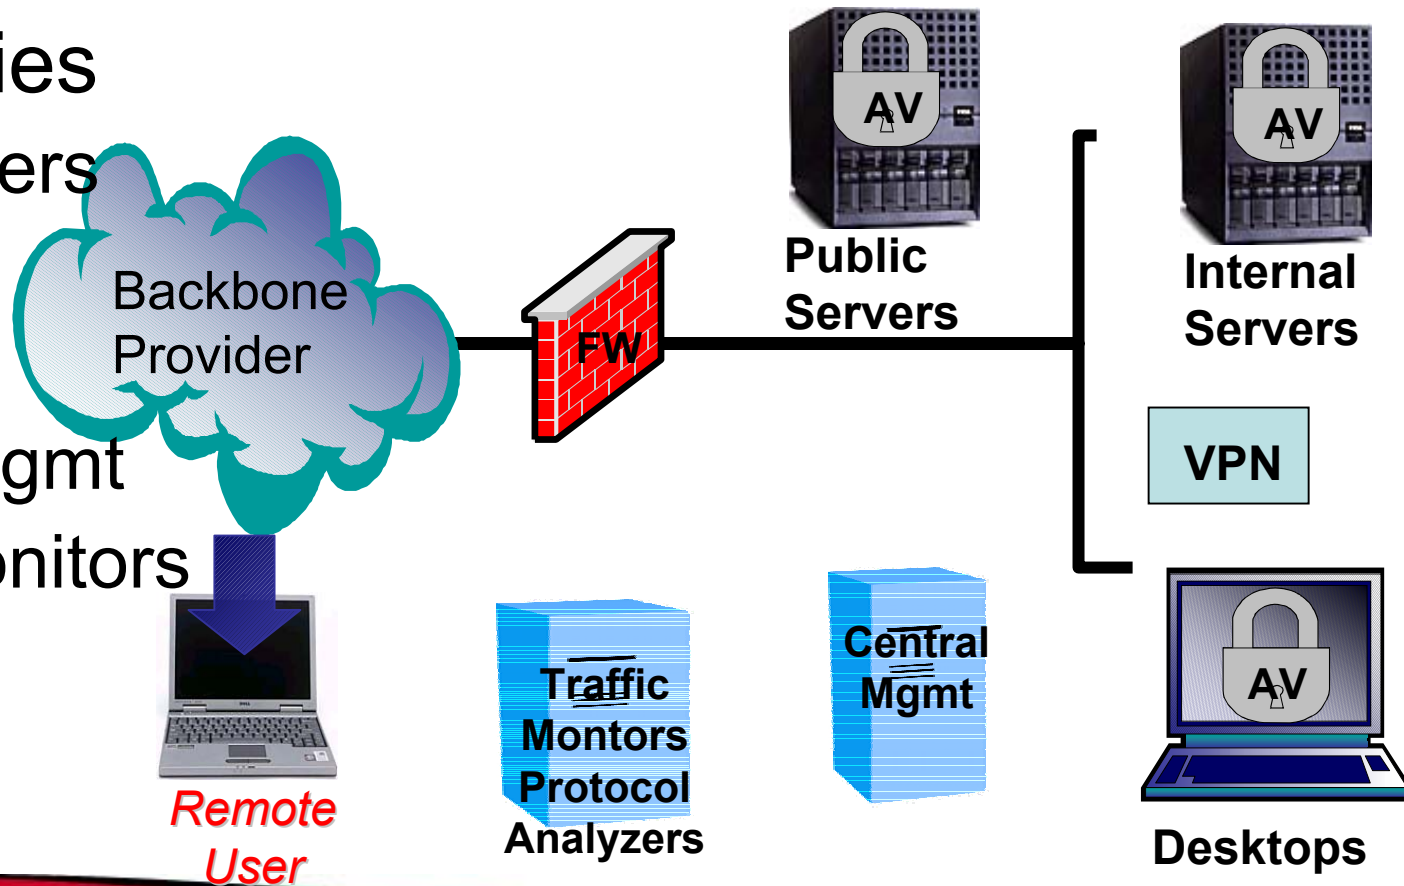 ies
ers
gmt
onitors
Backbone
Provider
FW
AV
Public
Servers
AV
Internal
Servers
VPN
Remote
User
Traffic
Montors
Protocol
Analyzers
Central
Mgmt
AV
Desktops